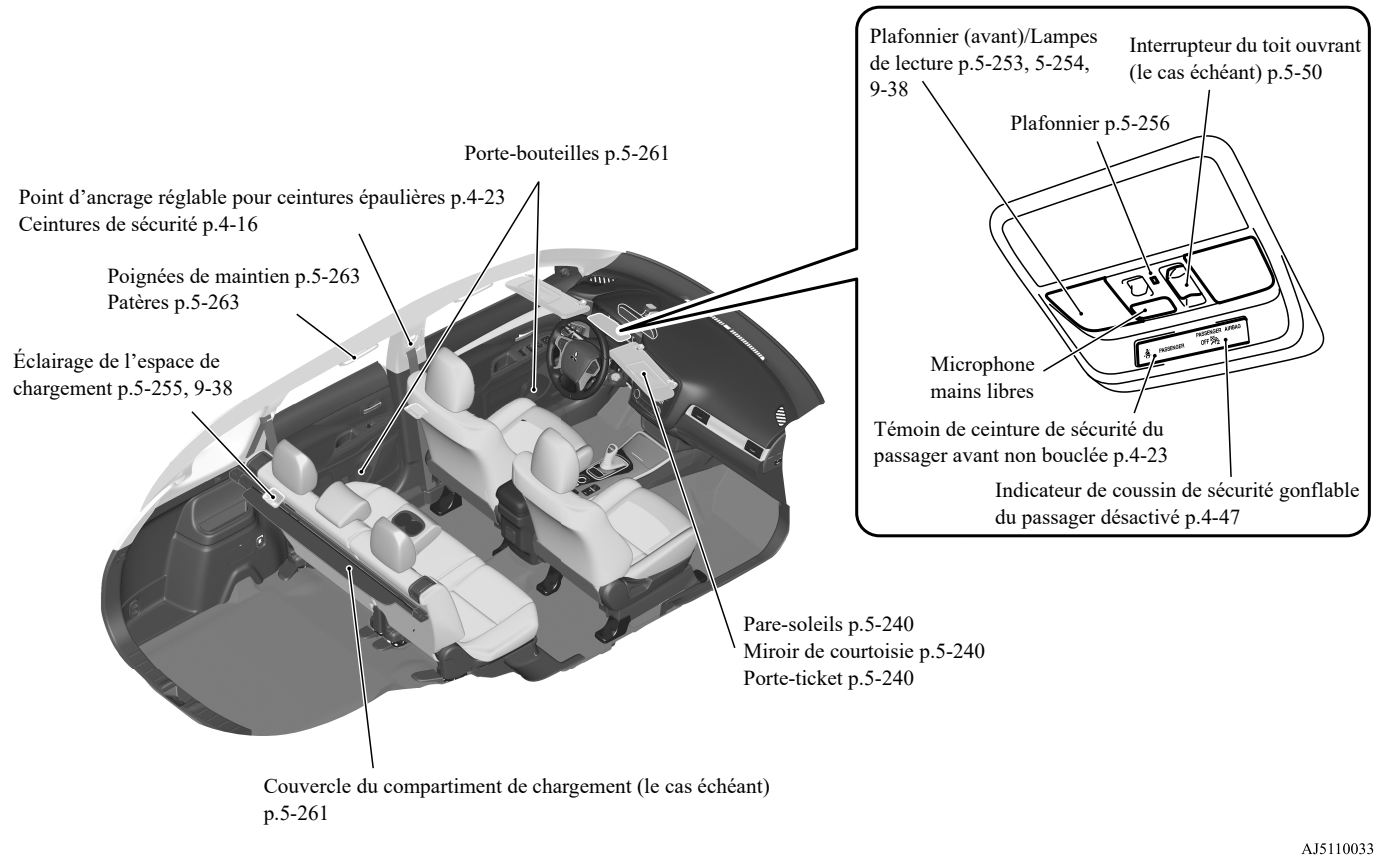 Plafonnier (avant)/Lampes
de lecture p.5-253, 5-254,
9-38
Interrupteur du toit ouvrant
(le cas échéant) p.5-50
Plafonnier p.5-256
Porte-bouteilles p.5-261
Point d’ancrage réglable pour ceintures épaulières p.4-23
Ceintures de sécurité p.4-16
Poignées de maintien p.5-263
Patères p.5-263
Éclairage de l’espace de
chargement p.5-255, 9-38
PASSENGER
PASSENGER AIRBAG
OFF
Microphone
mains libres
Témoin de ceinture de sécurité du
passager avant non bouclée p.4-23
Indicateur de coussin de sécurité gonflable
du passager désactivé p.4-47
Pare-soleils p.5-240
Miroir de courtoisie p.5-240
Porte-ticket p.5-240
Couvercle du compartiment de chargement (le cas échéant)
p.5-261
AJ5110033